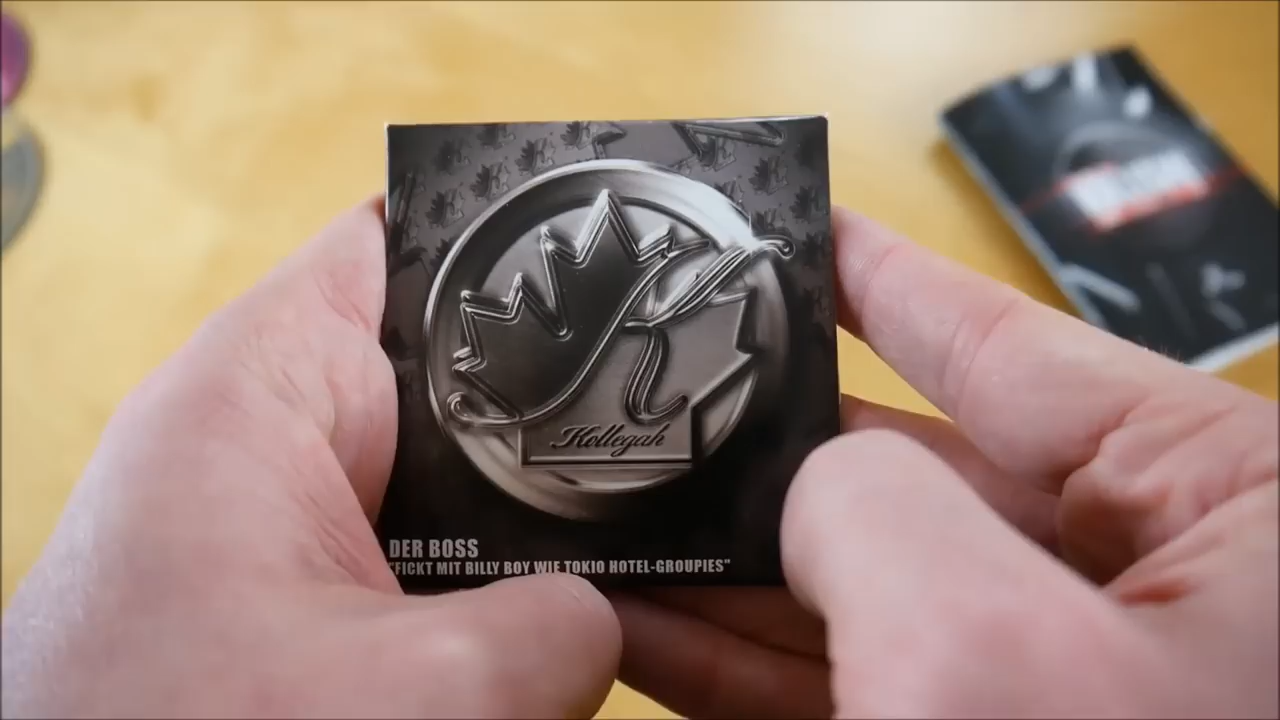 Kollegah
DER BOSS
"FICKT MIT BILLY BOY WIE TOKIO HOTEL-GROUPIES"